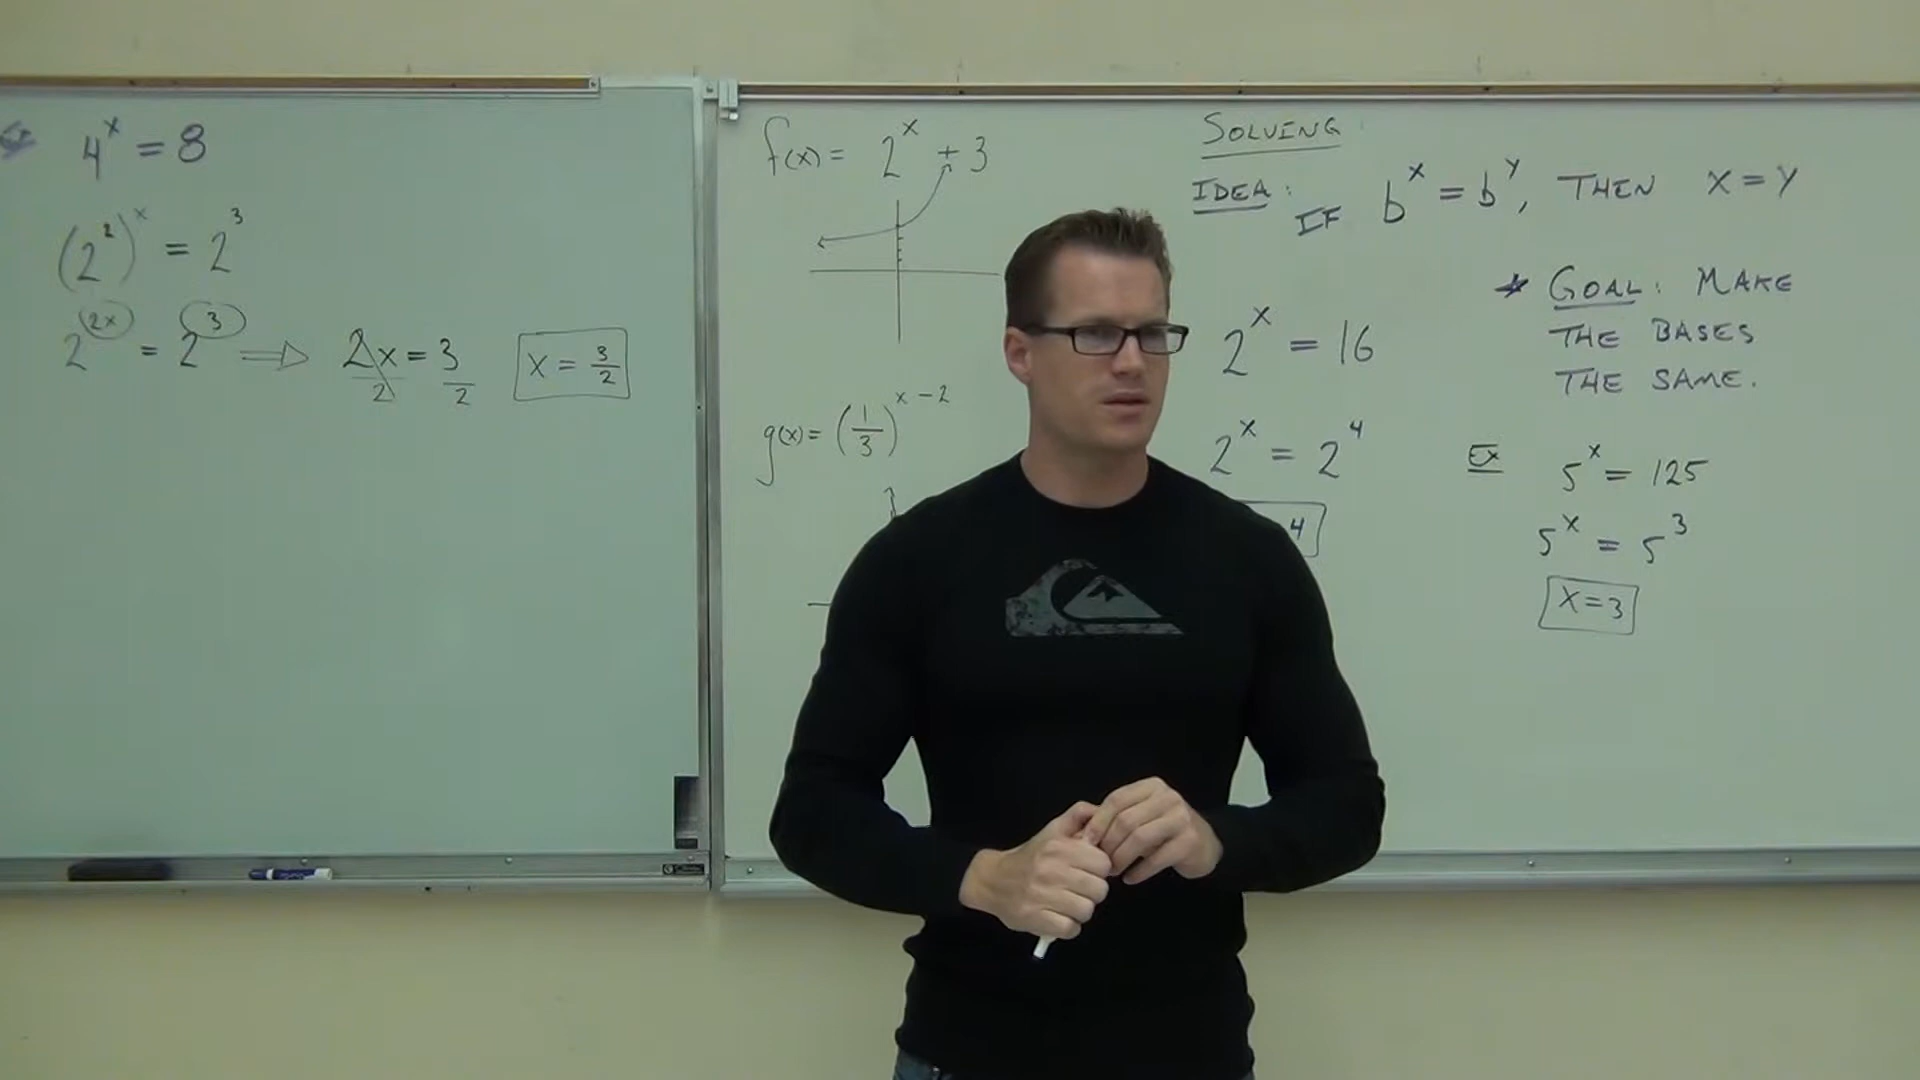 Ex 4^x = 8
(2^2)^x = 2^3
2^2x = 2^3 ⇒ 2x/2 = 3/2 x = 3/2
f(x) = 2^x + 3
g(x) = (1/3)^x-2
SOLVING:
IDEA: IF b^x = b^y, THEN x = y
2^x = 16
2^x = 2^4
4
* GOAL: MAKE
THE BASES
THE SAME.
Ex 5^x = 125
5^x = 5^3
x = 3